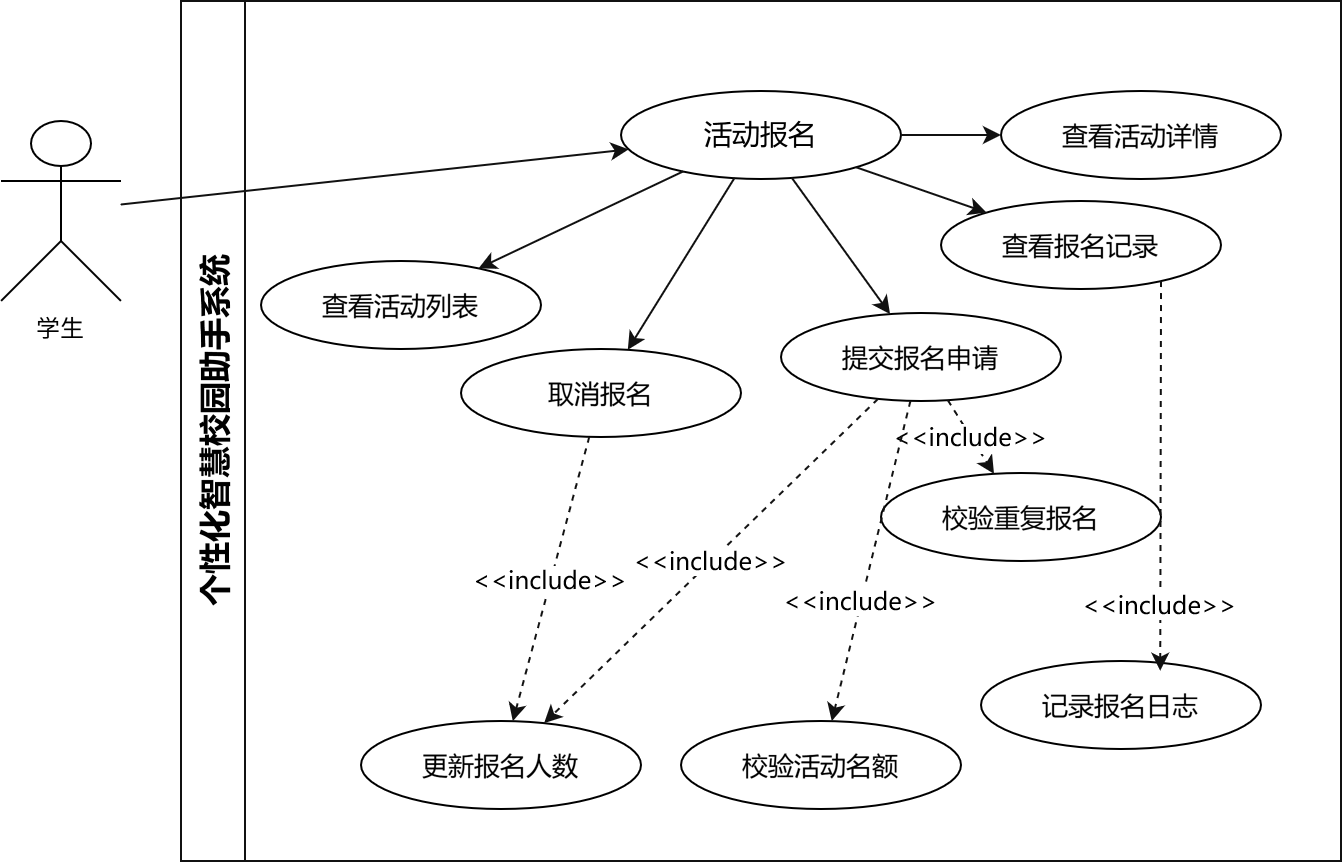 活动报名
查看活动详情
查看报名记录
个性化智慧校园助手系统
学生
查看活动列表
取消报名
提交报名申请
<<include>>
校验重复报名
<<include>>
<<include>>
<<include>>
<<include>>
记录报名日志
更新报名人数
校验活动名额